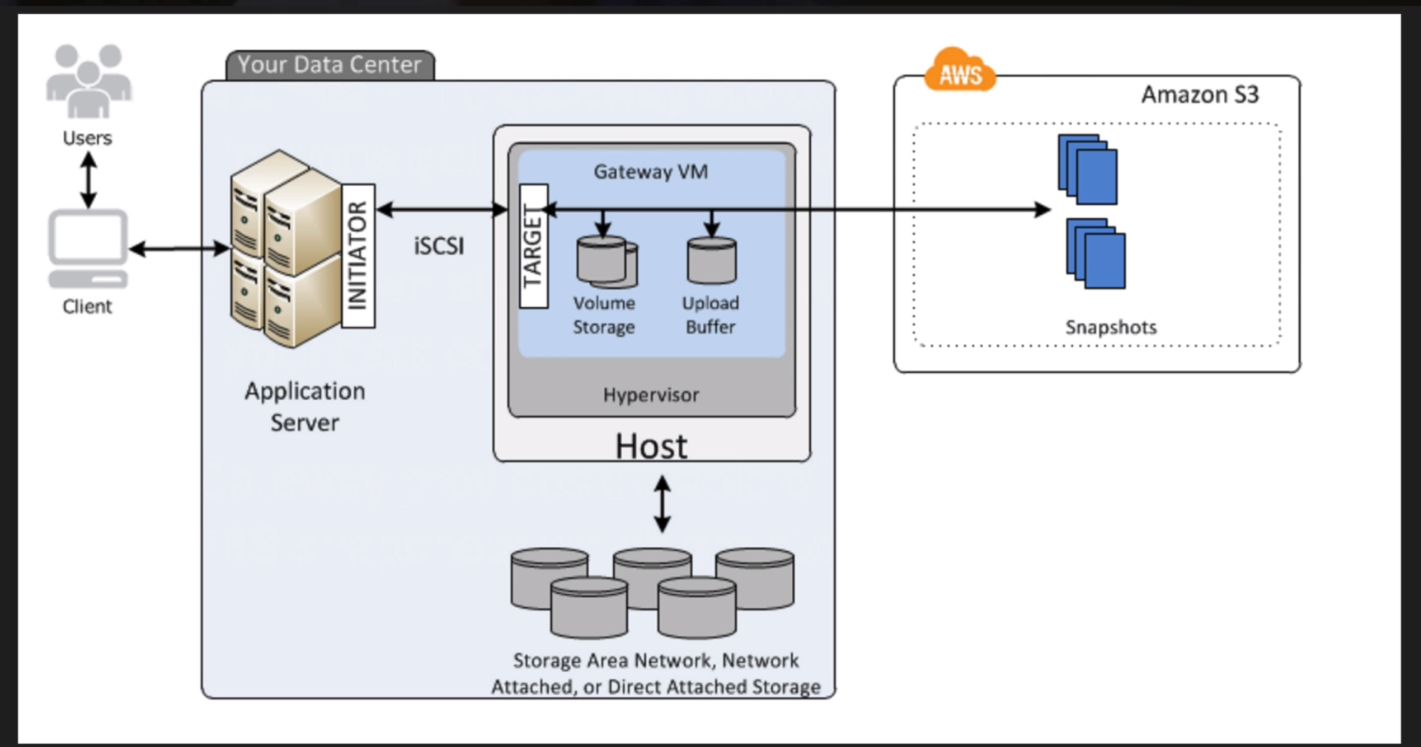 Your Data Center
AWS
Amazon S3
Users
Gateway VM
INITIATOR
TARGET
iSCSI
Client
Volume
Storage
Upload
Buffer
Snapshots
Application
Server
Hypervisor
Host
Storage Area Network, Network
Attached, or Direct Attached Storage